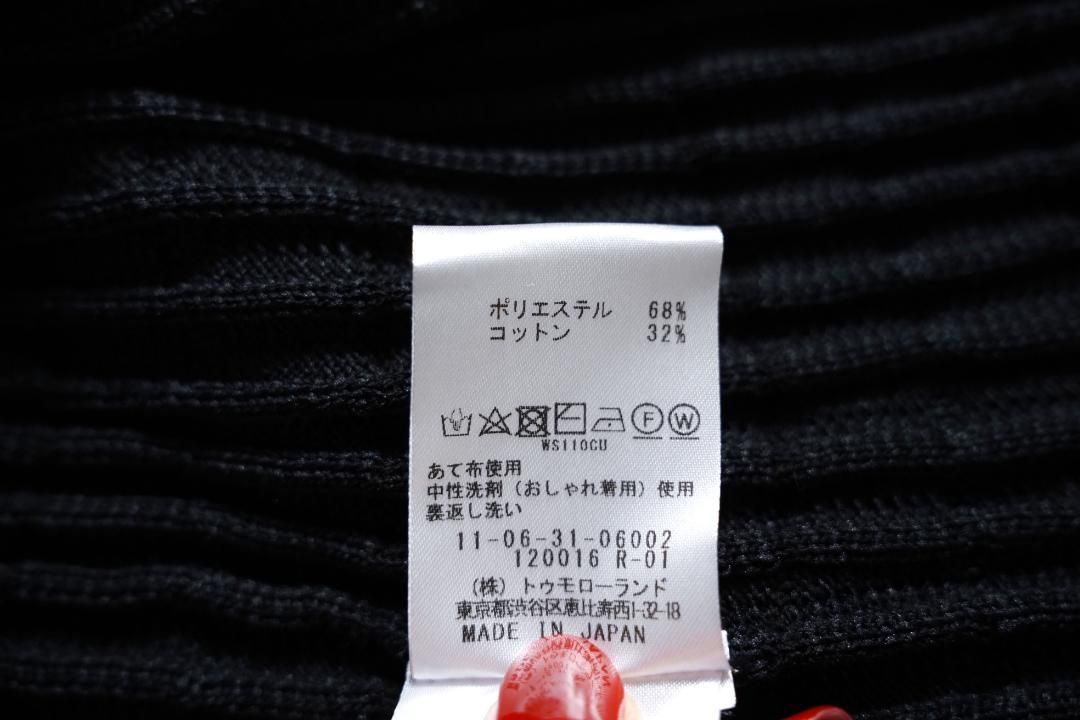 ポリエステル 68%
コットン 32%
F W
WS110CU
あて布使用
中性洗剤（おしゃれ着用）使用
裏返し洗い
11-06-31-06002
120016 R-01
（株）トゥモローランド
東京都渋谷区恵比寿西1-32-18
MADE IN JAPAN